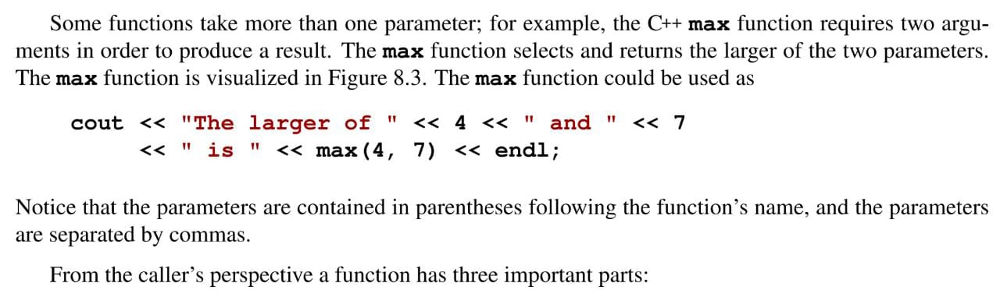 Some functions take more than one parameter; for example, the C++ max function requires two argu-
ments in order to produce a result. The max function selects and returns the larger of the two parameters.
The max function is visualized in Figure 8.3. The max function could be used as
cout << "The larger of " << 4 << " and " << 7
<< " is " << max(4, 7) << endl;
Notice that the parameters are contained in parentheses following the function's name, and the parameters
are separated by commas.
From the caller's perspective a function has three important parts: